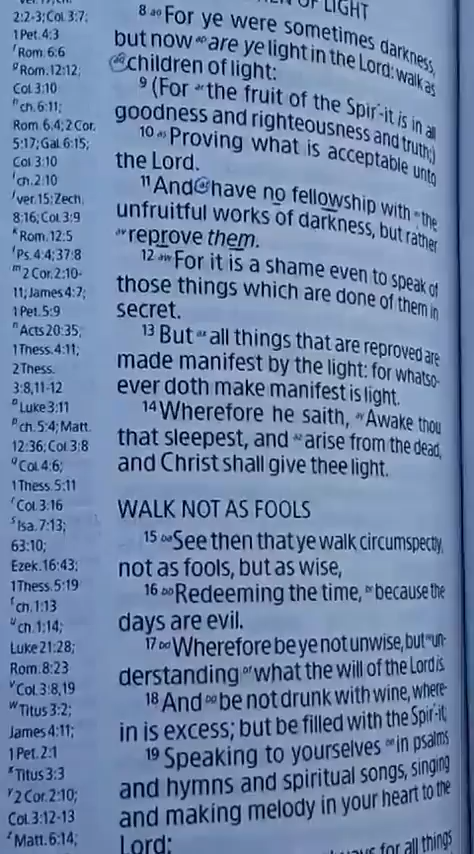 2:2-3; Col. 3:7;
1 Pet. 4:3
f Rom. 6:6
g Rom. 12:12;
Col. 3:10
h ch. 6:11;
Rom. 6:4; 2 Cor.
5:17; Gal. 6:15;
Col. 3:10
i ch. 2:10
j ver. 15; Zech.
8:16; Col. 3:9
k Rom. 12:5
l Ps. 4:4; 37:8
m 2 Cor. 2:10-
11; James 4:7;
1 Pet. 5:9
n Acts 20:35;
1 Thess. 4:11;
2 Thess.
3:8, 11-12
o Luke 3:11
p ch. 5:4; Matt.
12:36; Col. 3:8
q Col. 4:6;
1 Thess. 5:11
r Col. 3:16
s Isa. 7:13;
63:10;
Ezek. 16:43;
1 Thess. 5:19
t ch. 1:13
u ch. 1:14;
Luke 21:28;
Rom. 8:23
v Col. 3:8, 19
w Titus 3:2;
James 4:11;
1 Pet. 2:1
x Titus 3:3
y 2 Cor. 2:10;
Col. 3:12-13
z Matt. 6:14;
OF LIGHT
8 For ye were sometimes darkness,
but now are ye light in the Lord: walk as
children of light:
9 (For the fruit of the Spir-it is in all
goodness and righteousness and truth;)
10 Proving what is acceptable unto
the Lord.
11 And have no fellowship with the
unfruitful works of darkness, but rather
reprove them.
12 For it is a shame even to speak of
those things which are done of them in
secret.
13 But all things that are reproved are
made manifest by the light: for whatso-
ever doth make manifest is light.
14 Wherefore he saith, Awake thou
that sleepest, and arise from the dead,
and Christ shall give thee light.
WALK NOT AS FOOLS
15 See then that ye walk circumspectly,
not as fools, but as wise,
16 Redeeming the time, because the
days are evil.
17 Wherefore be ye not unwise, but un-
derstanding what the will of the Lord is.
18 And be not drunk with wine, where-
in is excess; but be filled with the Spir-it;
19 Speaking to yourselves in psalms
and hymns and spiritual songs, singing
and making melody in your heart to the
Lord;
for all things